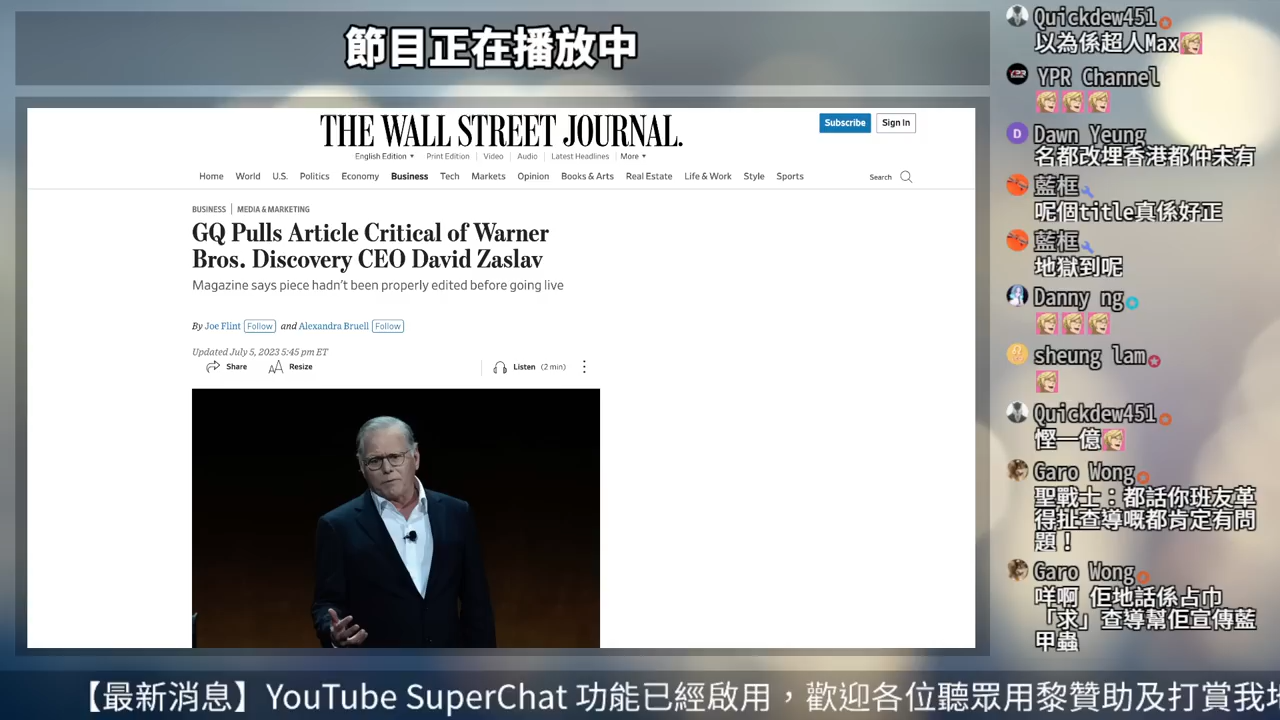 節目正在播放中
THE WALL STREET JOURNAL.
Subscribe
Sign In
English Edition
Print Edition
Video
Audio
Latest Headlines
More
Home
World
U.S.
Politics
Economy
Business
Tech
Markets
Opinion
Books & Arts
Real Estate
Life & Work
Style
Sports
Search
BUSINESS
MEDIA & MARKETING
GQ Pulls Article Critical of Warner
Bros. Discovery CEO David Zaslav
Magazine says piece hadn't been properly edited before going live
By Joe Flint Follow and Alexandra Bruell Follow
Updated July 5, 2023 5:45 pm ET
Share
Resize
Listen (2 min)
Quickdew451
以為係超人Max
YPR Channel
D
Dawn Yeung
名都改埋香港都仲未有
藍框
呢個title真係好正
藍框
地獄到呢
Danny ng
sheung lam
Quickdew451
慳一億
Garo Wong
聖戰士：都話你班友革
得扯查導嘅都肯定有問
題！
Garo Wong
咩啊 佢地話係占巾
「求」查導幫佢宣傳藍
甲蟲
【最新消息】YouTube SuperChat 功能已經啟用，歡迎各位聽眾用黎贊助及打賞我地